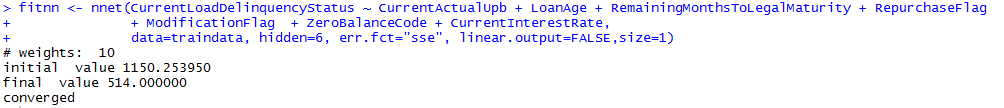 > fitnn <- nnet(CurrentLoadDelinquencyStatus ~ CurrentActualUpb + LoanAge + RemainingMonthsToLegalMaturity + RepurchaseFlag
+ + ModificationFlag + ZeroBalanceCode + CurrentInterestRate,
+ data=traindata, hidden=6, err.fct="sse", linear.output=FALSE,size=1)
# weights: 10
initial value 1150.253950
final value 514.000000
converged